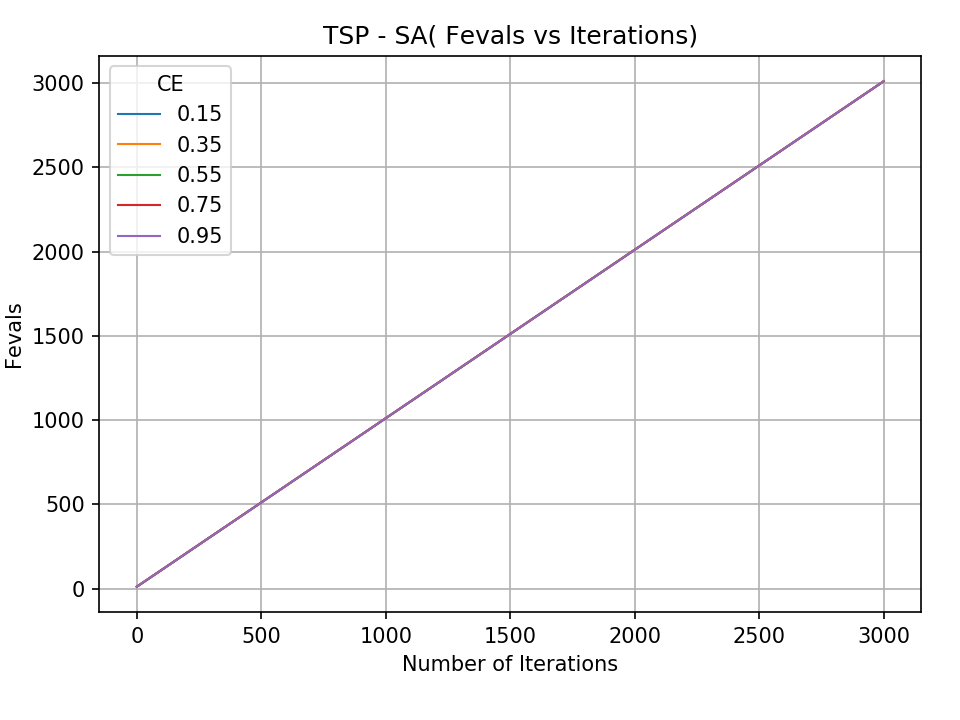 TSP - SA( Fevals vs Iterations)
CE
0.15
0.35
0.55
0.75
0.95
Fevals
3000
2500
2000
1500
1000
500
0
0 500 1000 1500 2000 2500 3000
Number of Iterations